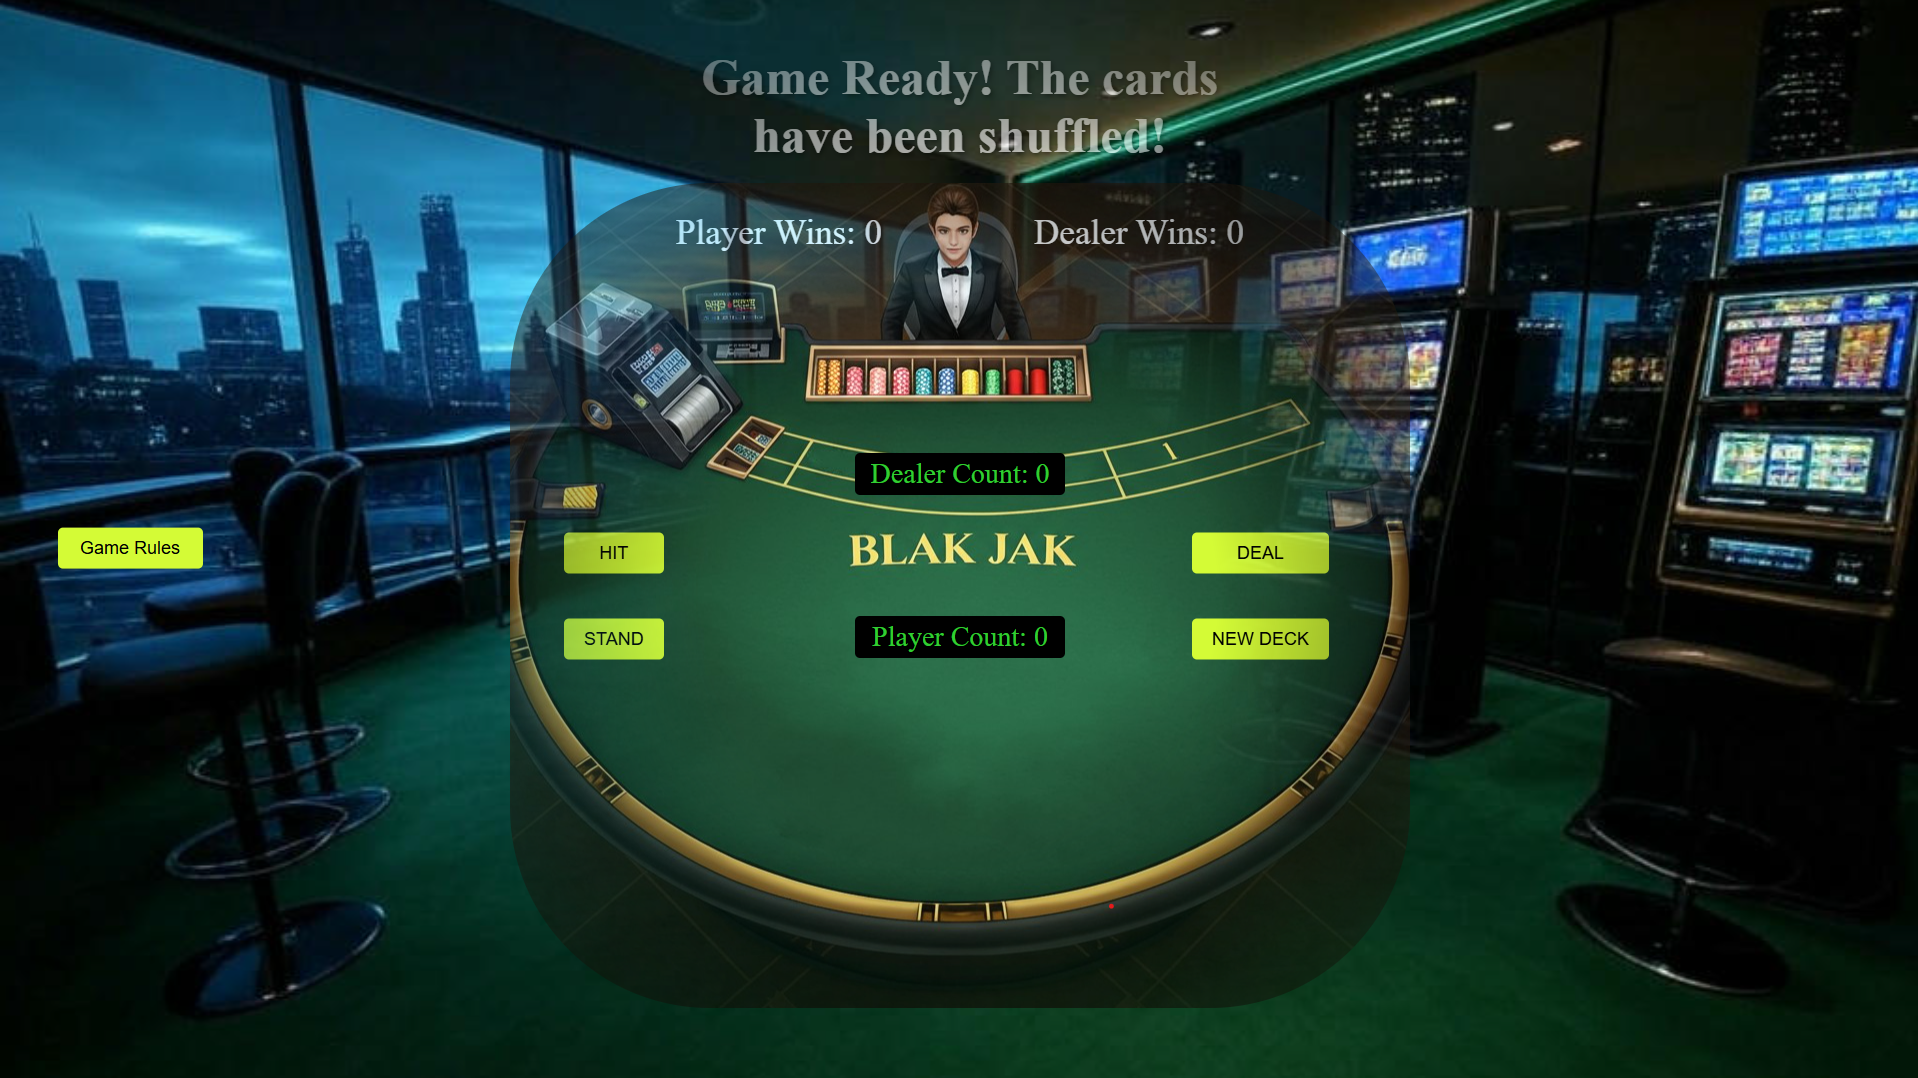 Game Ready! The cards
have been shuffled!
Player Wins: 0
Dealer Wins: 0
Dealer Count: 0
Game Rules
HIT
BLAK JAK
DEAL
STAND
Player Count: 0
NEW DECK